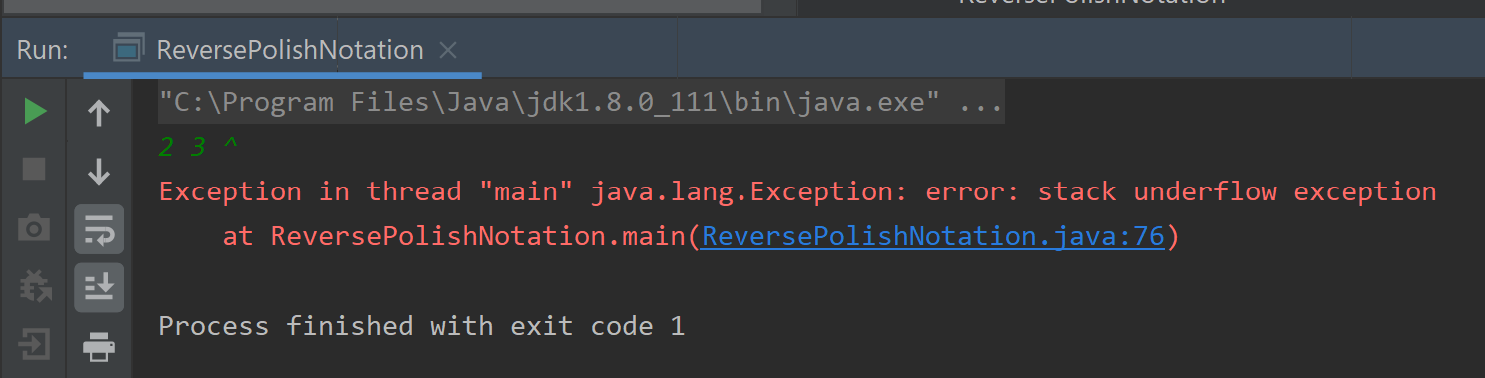 ReversePolishNotation
Run: ReversePolishNotation
"C:\Program Files\Java\jdk1.8.0_111\bin\java.exe" ...
2 3 ^
Exception in thread "main" java.lang.Exception: error: stack underflow exception
at ReversePolishNotation.main(ReversePolishNotation.java:76)
Process finished with exit code 1